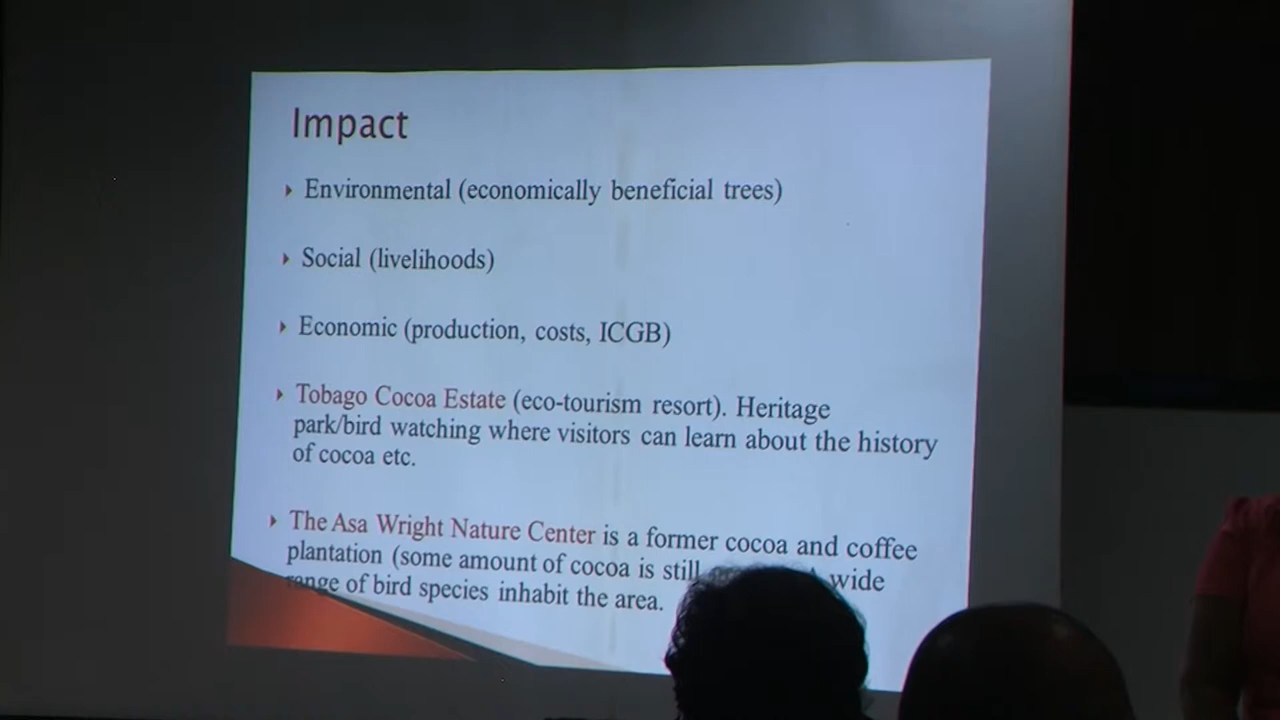 Impact
Environmental (economically beneficial trees)
Social (livelihoods)
Economic (production, costs, ICGB)
Tobago Cocoa Estate (eco-tourism resort). Heritage
park/bird watching where visitors can learn about the history
of cocoa etc.
The Asa Wright Nature Center is a former cocoa and coffee
plantation (some amount of cocoa is still wide
range of bird species inhabit the area.